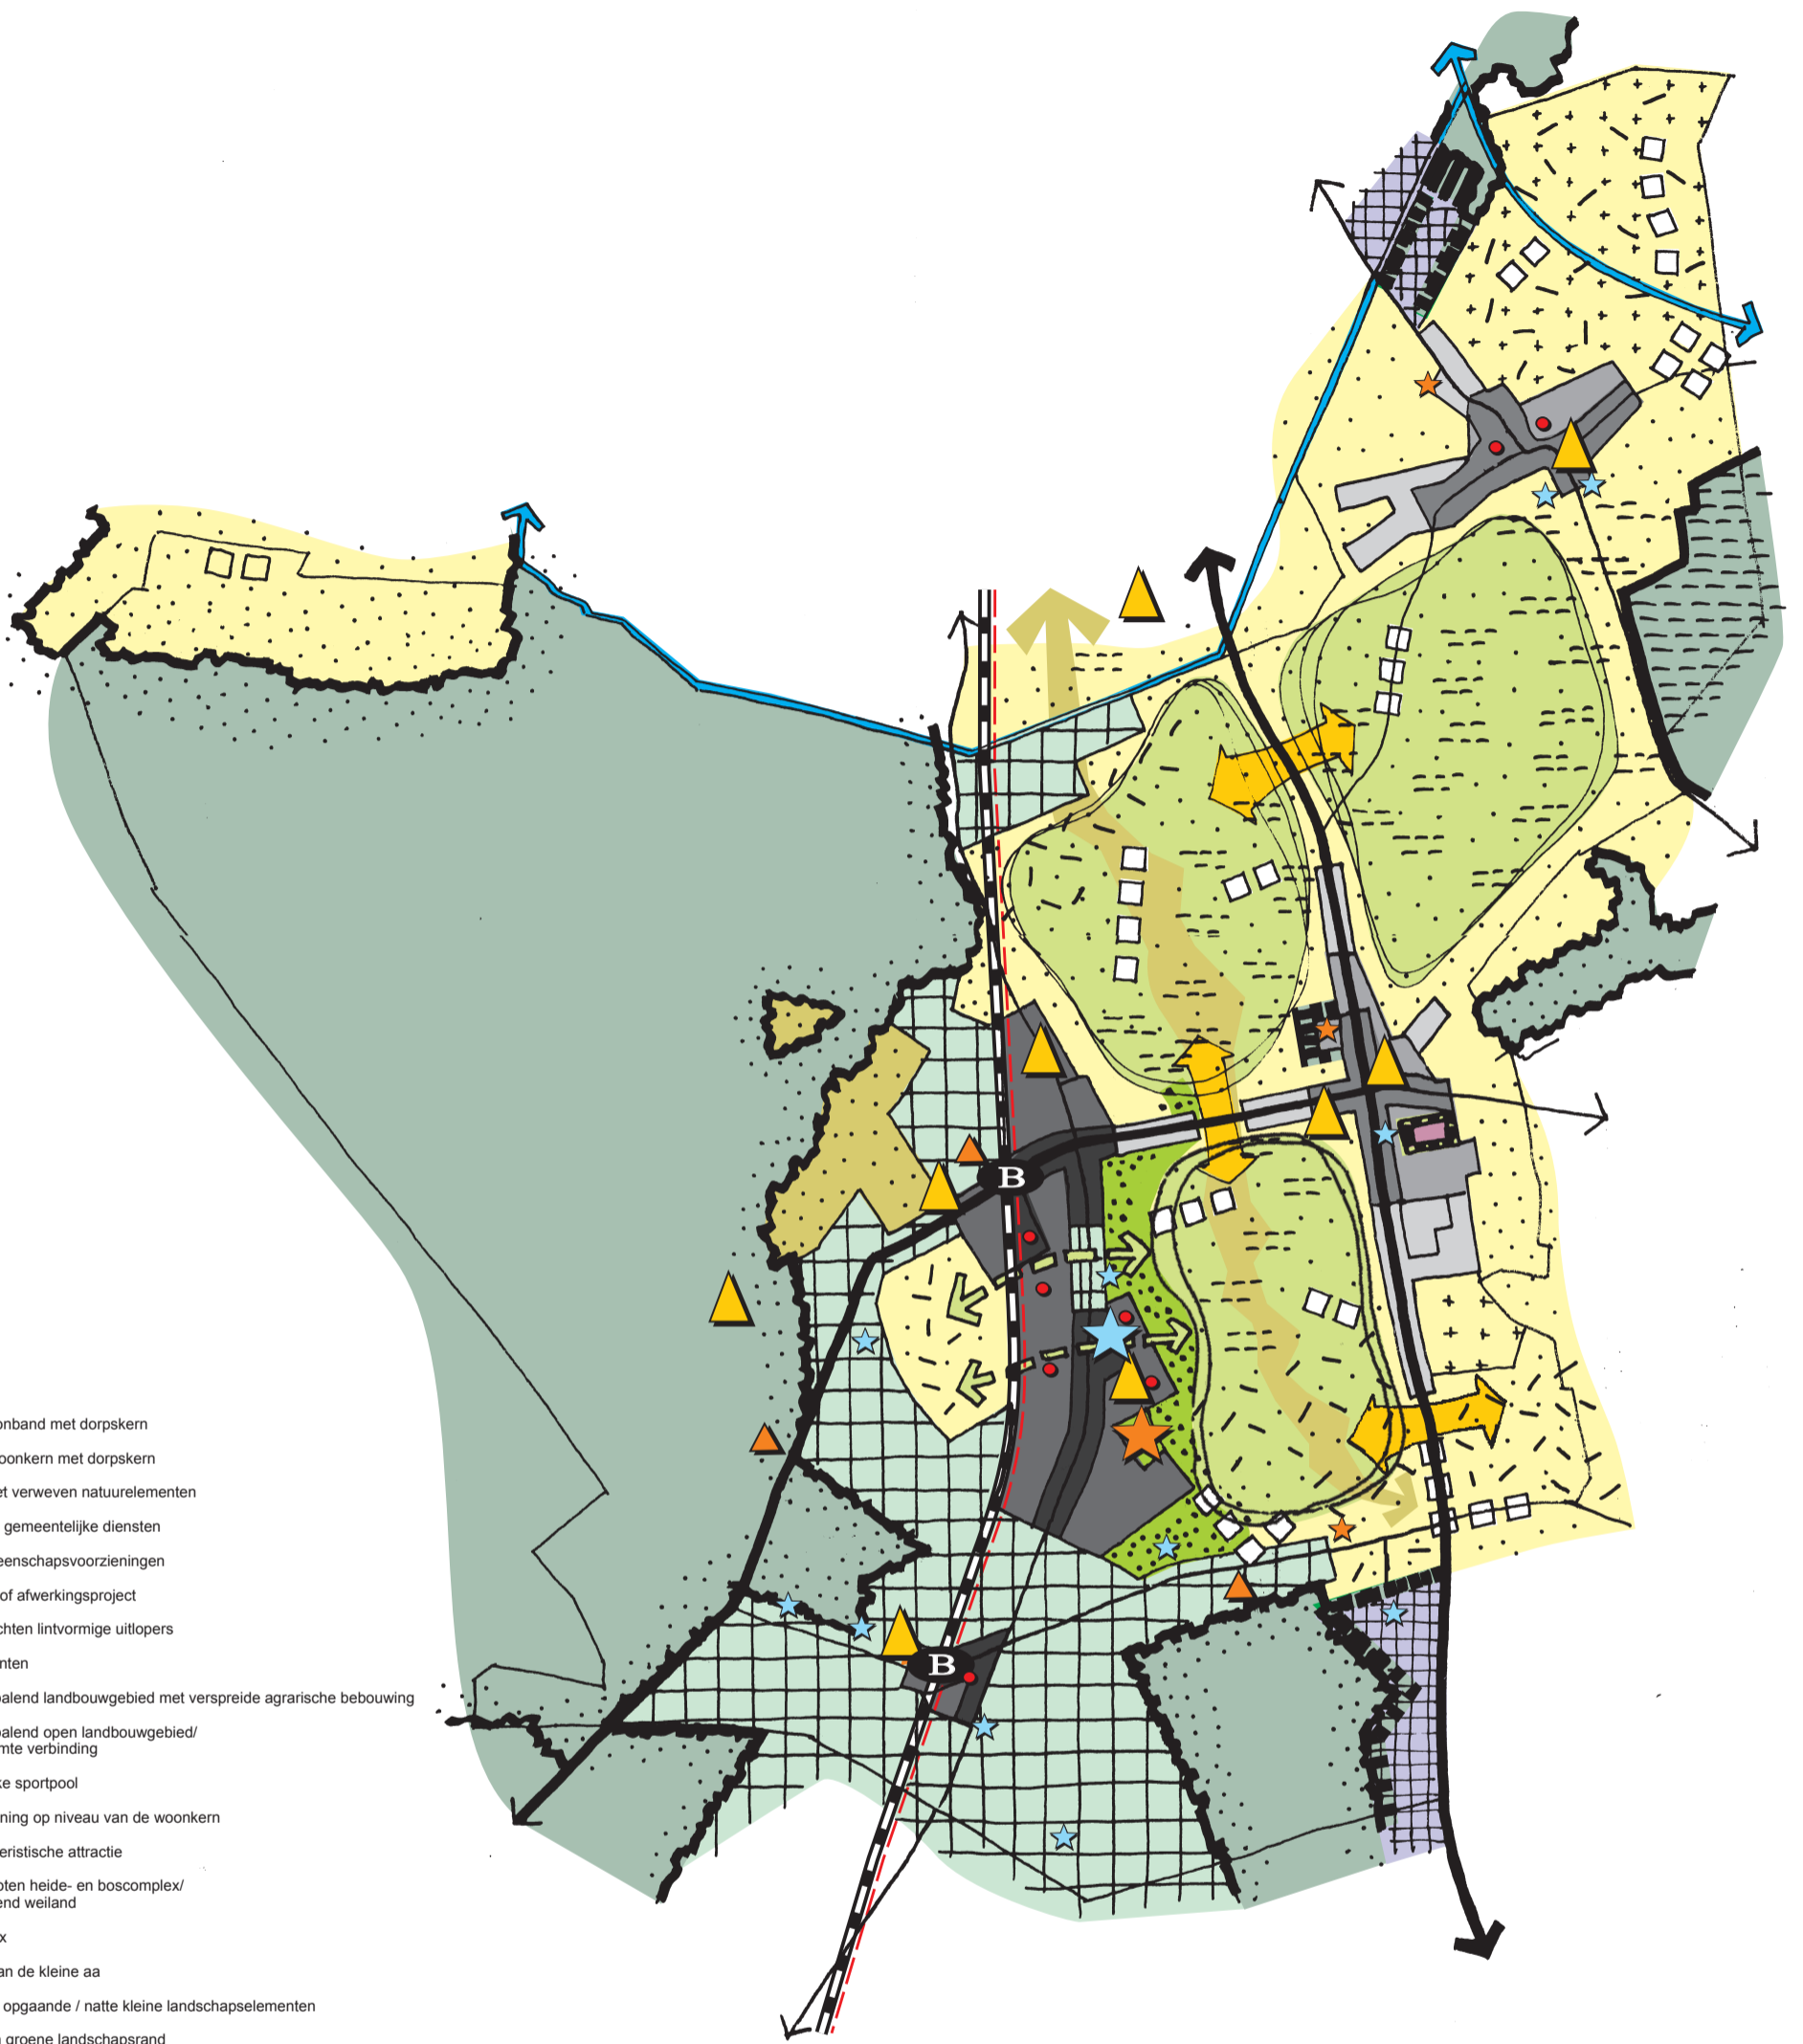 B
B
onband met dorpskern
oonkern met dorpskern
et verweven natuurelementen
gemeentelijke diensten
eenschapsvoorzieningen
of afwerkingsproject
chten lintvormige uitlopers
nten
palend landbouwgebied met verspreide agrarische bebouwing
palend open landbouwgebied/
mte verbinding
ke sportpool
ning op niveau van de woonkern
eristische attractie
oten heide- en boscomplex/
end weiland
x
an de kleine aa
opgaande / natte kleine landschapselementen
groene landschapsrand